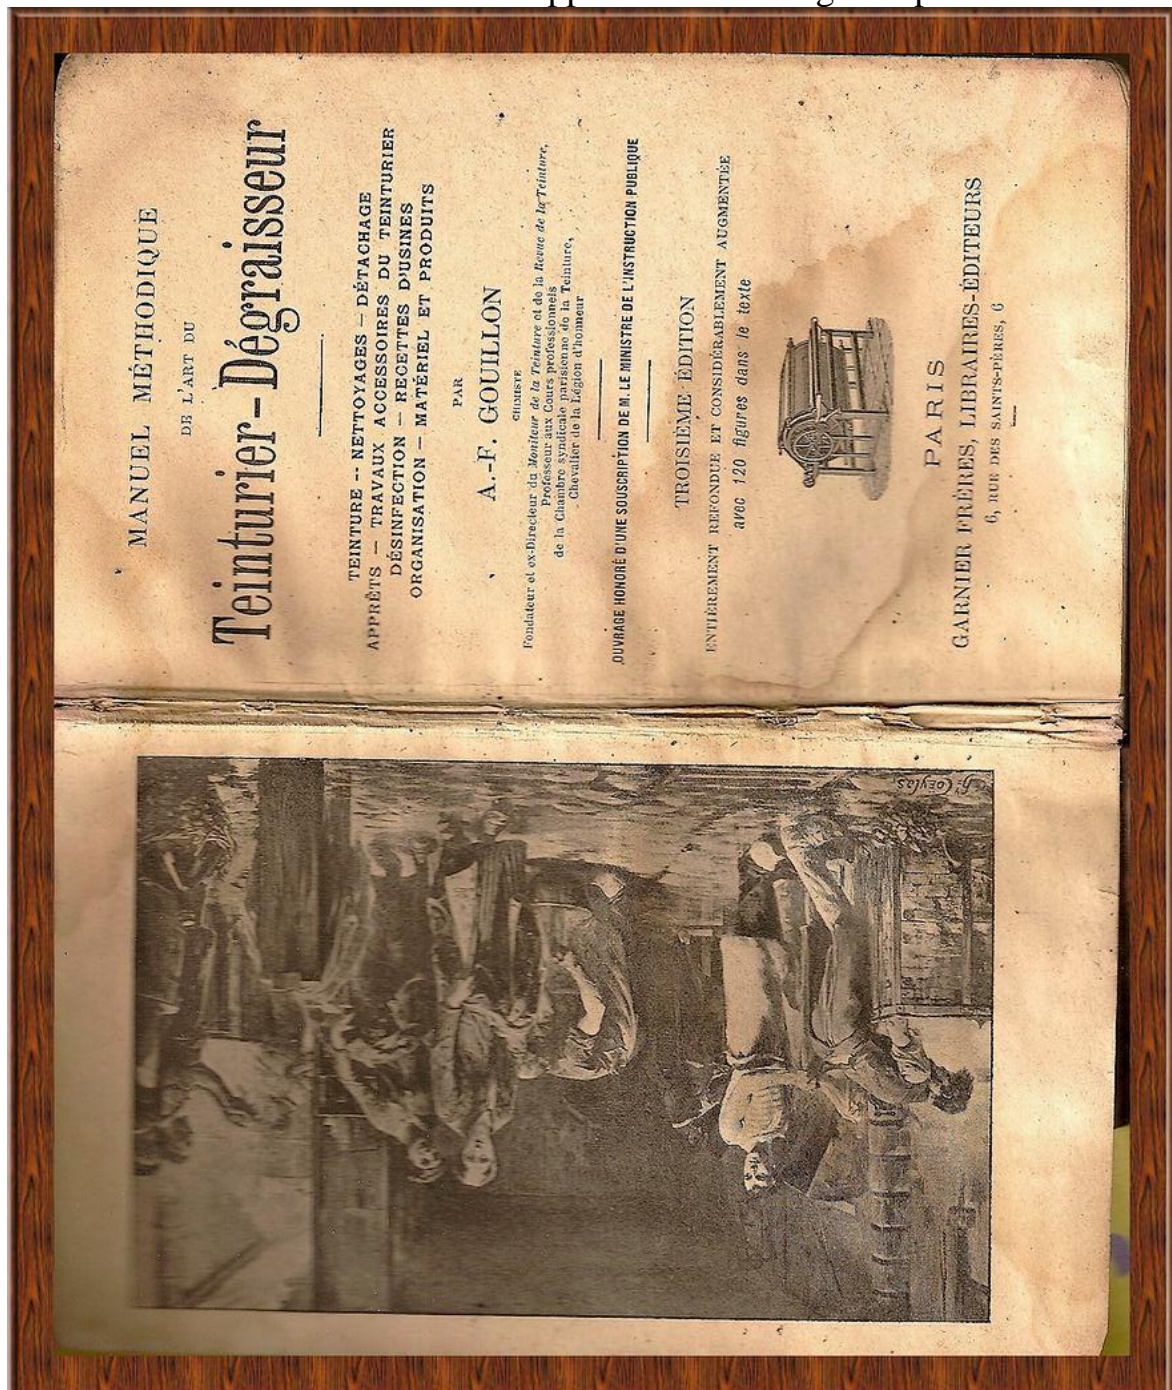 MANUEL MÉTHODIQUE
DE L'ART DU
Teinturier-Dégraisseur
TEINTURE -- NETTOYAGES — DÉTACHAGE
APPRÊTS — TRAVAUX ACCESSOIRES DU TEINTURIER
DÉSINFECTION — RECETTES D'USINES
ORGANISATION — MATÉRIEL ET PRODUITS
PAR
A.-F. GOUILLON
CHIMISTE
Fondateur et ex-Directeur du Moniteur de la Teinture et de la Revue de la Teinture,
Professeur aux Cours professionnels
de la Chambre syndicale parisienne de la Teinture,
Chevalier de la Légion d'honneur
OUVRAGE HONORÉ D'UNE SOUSCRIPTION DE M. LE MINISTRE DE L'INSTRUCTION PUBLIQUE
TROISIÈME ÉDITION
ENTIÈREMENT REFONDUE ET CONSIDÉRABLEMENT AUGMENTÉE
avec 120 figures dans le texte
PARIS
GARNIER FRÈRES, LIBRAIRES-ÉDITEURS
6, RUE DES SAINTS-PÈRES, 6